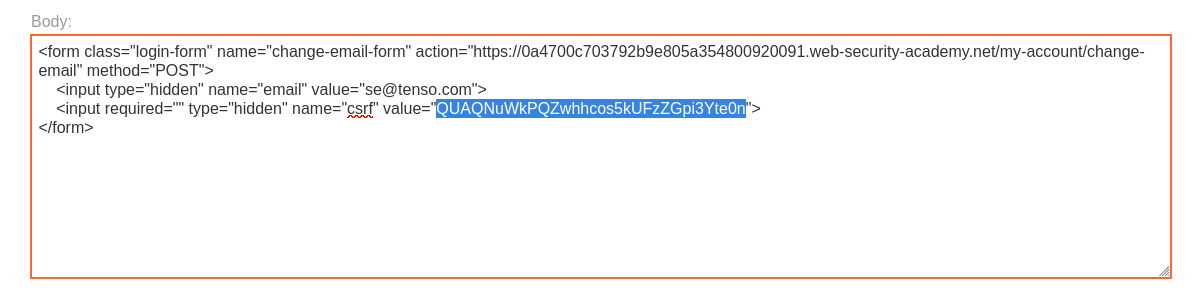 Body:
<form class="login-form" name="change-email-form" action="https://0a4700c703792b9e805a354800920091.web-security-academy.net/my-account/change-
email" method="POST">
    <input type="hidden" name="email" value="se@tenso.com">
    <input required="" type="hidden" name="csrf" value="QUAQNuWkPQZwhhcos5kUFzZGpi3Yte0n">
</form>